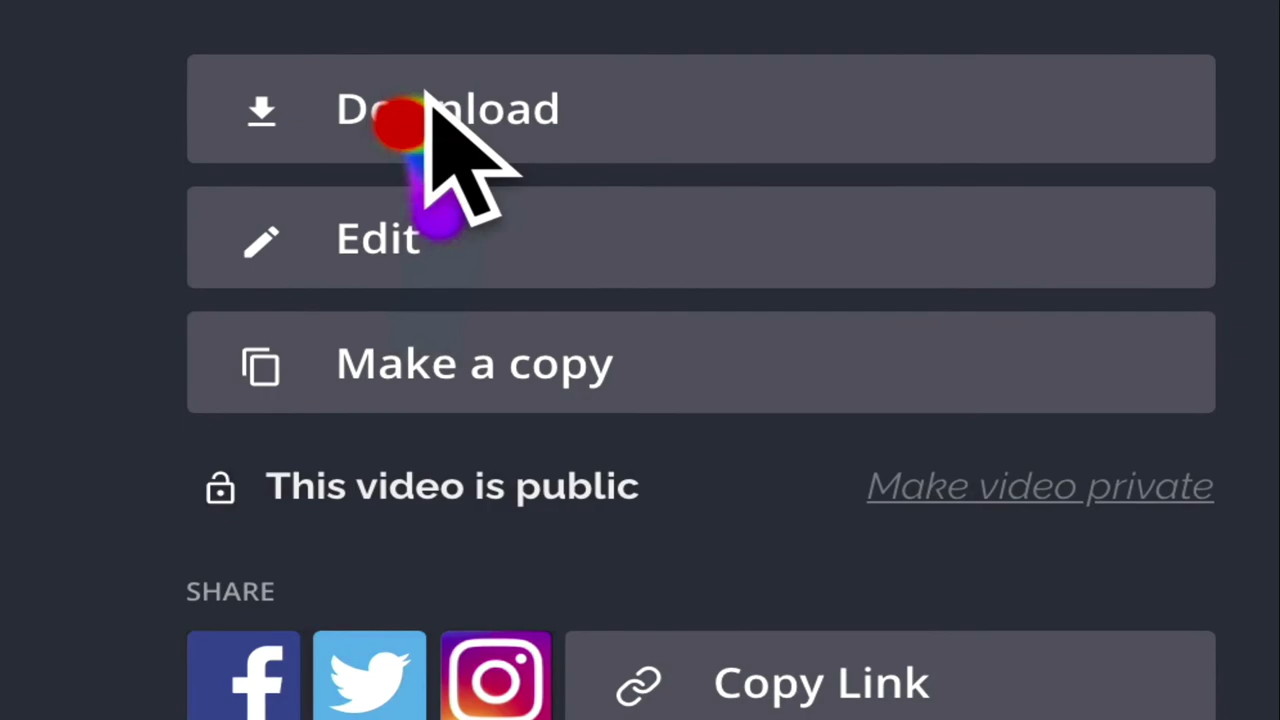 Download
Edit
Make a copy
This video is public
Make video private
SHARE
Copy Link